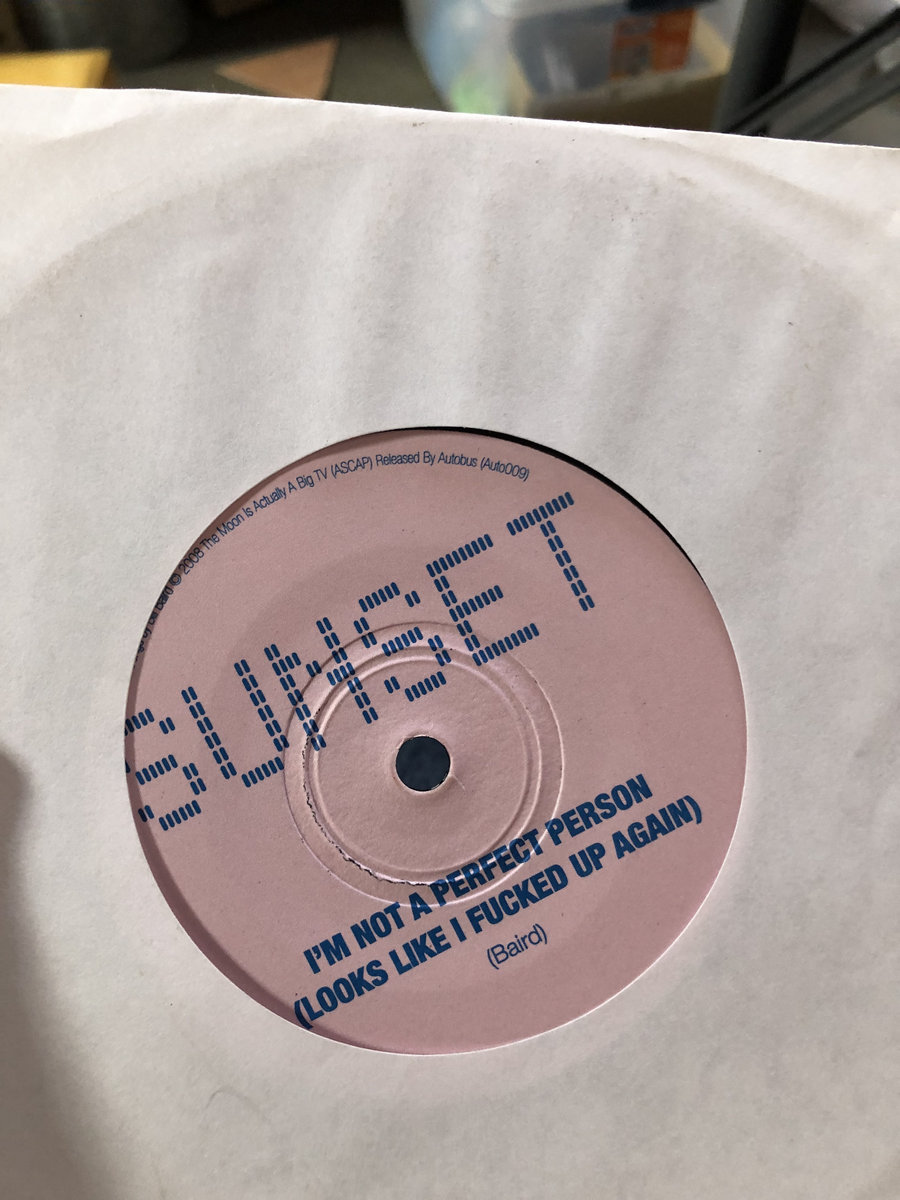 © 2008 The Moon Is Actually A Big TV (ASCAP) Released By Autobus (Auto009)
SUNSET
I'M NOT A PERFECT PERSON
(LOOKS LIKE I FUCKED UP AGAIN)
(Baird)